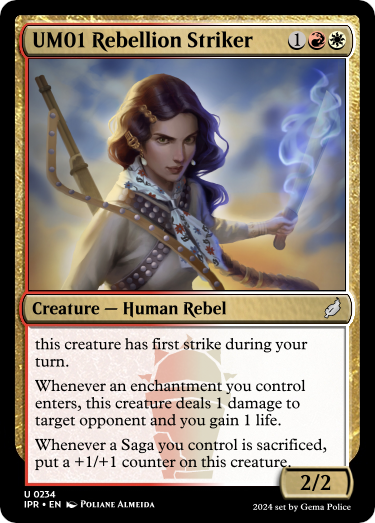 UM01 Rebellion Striker 1
Creature — Human Rebel
this creature has first strike during your
turn.
Whenever an enchantment you control
enters, this creature deals 1 damage to
target opponent and you gain 1 life.
Whenever a Saga you control is sacrificed,
put a +1/+1 counter on this creature.
2/2
U 0234
IPR • EN Poliane Almeida
2024 set by Gema Police